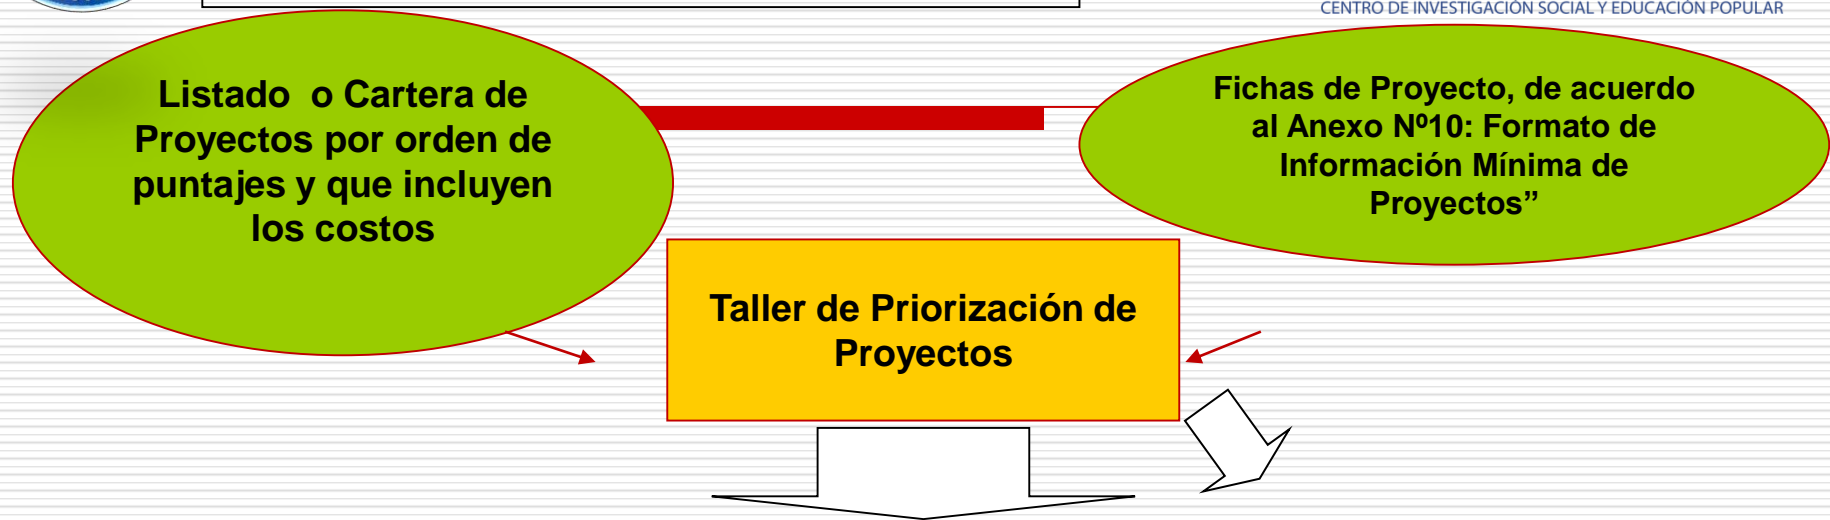 CENTRO DE INVESTIGACIÓN SOCIAL Y EDUCACIÓN POPULAR
Listado o Cartera de
Proyectos por orden de
puntajes y que incluyen
los costos
Fichas de Proyecto, de acuerdo
al Anexo Nº10: Formato de
Información Mínima de
Proyectos”
Taller de Priorización de
Proyectos